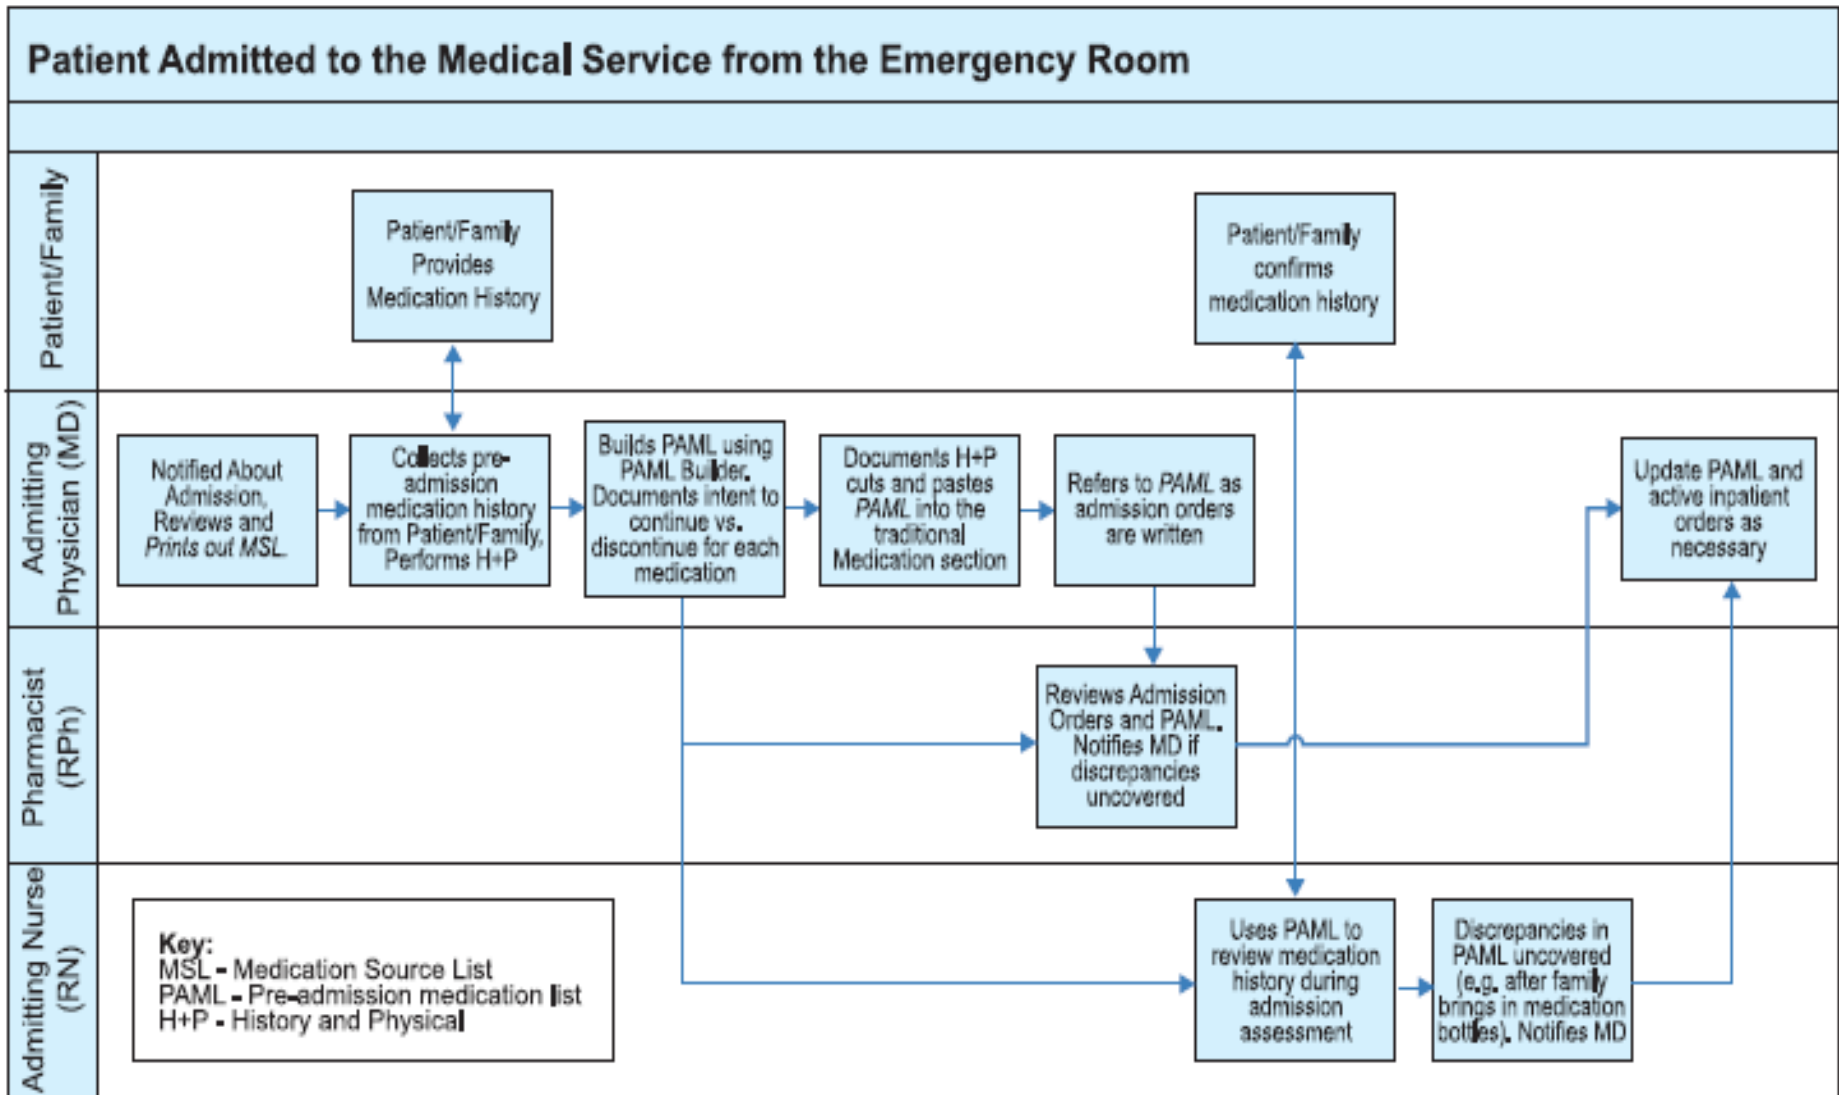 Patient Admitted to the Medical Service from the Emergency Room
Patient/Family
Patient/Family
Provides
Medication History
Patient/Family
confirms
medication history
Admitting
Physician (MD)
Notified About
Admission,
Reviews and
Prints out MSL.
Collects pre-
admission
medication history
from Patient/Family,
Performs H+P
Builds PAML using
PAML Builder.
Documents intent to
continue vs.
discontinue for each
medication
Documents H+P
cuts and pastes
PAML into the
traditional
Medication section
Refers to PAML as
admission orders
are written
Update PAML and
active inpatient
orders as
necessary
Pharmacist
(RPh)
Reviews Admission
Orders and PAML.
Notifies MD if
discrepancies
uncovered
Admitting Nurse
(RN)
Key:
MSL - Medication Source List
PAML - Pre-admission medication list
H+P - History and Physical
Uses PAML to
review medication
history during
admission
assessment
Discrepancies in
PAML uncovered
(e.g. after family
brings in medication
bottles). Notifies MD